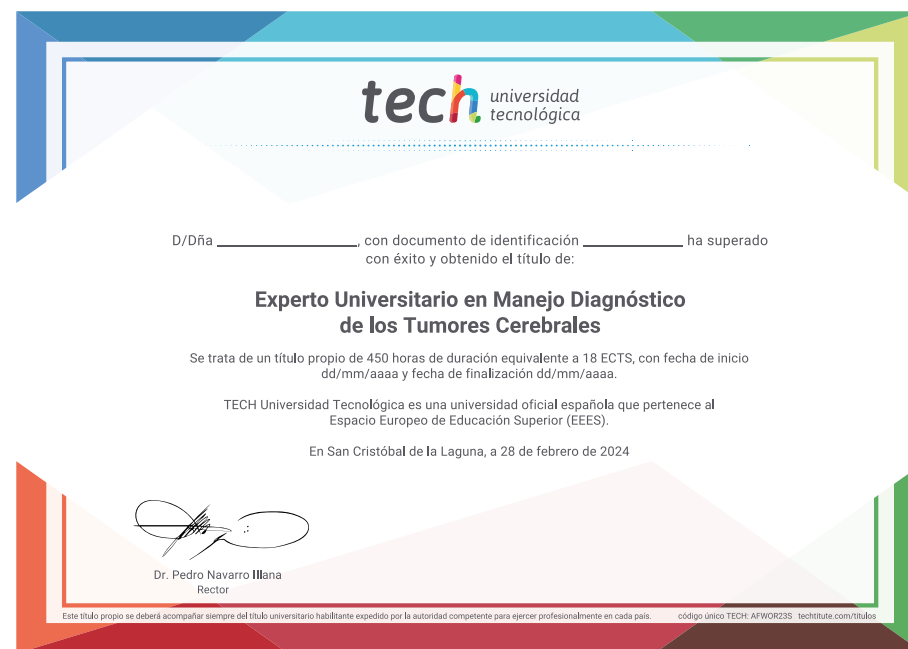 tech universidad
tecnológica
D/Dña ____________________, con documento de identificación ______________ ha superado
con éxito y obtenido el título de:
Experto Universitario en Manejo Diagnóstico
de los Tumores Cerebrales
Se trata de un título propio de 450 horas de duración equivalente a 18 ECTS, con fecha de inicio
dd/mm/aaaa y fecha de finalización dd/mm/aaaa.
TECH Universidad Tecnológica es una universidad oficial española que pertenece al
Espacio Europeo de Educación Superior (EEES).
En San Cristóbal de la Laguna, a 28 de febrero de 2024
Dr. Pedro Navarro Illana
Rector
Este título propio se deberá acompañar siempre del título universitario habilitante expedido por la autoridad competente para ejercer profesionalmente en cada país. código único TECH: AFWOR23S techtitute.com/titulos